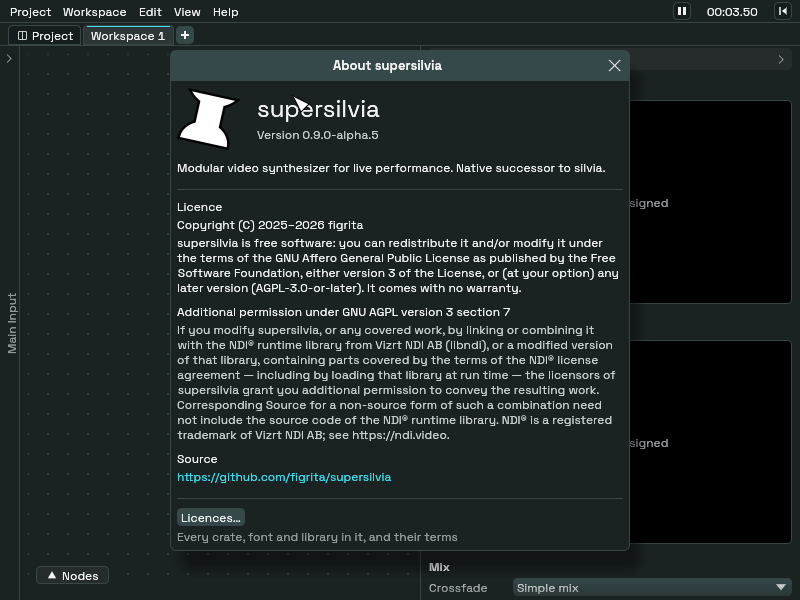 Project Workspace Edit View Help 00:03.50
Project Workspace 1 +
About supersilvia
supersilvia
Version 0.9.0-alpha.5
Modular video synthesizer for live performance. Native successor to silvia.
Licence
Copyright (C) 2025–2026 figrita
supersilvia is free software: you can redistribute it and/or modify it under
the terms of the GNU Affero General Public License as published by the Free
Software Foundation, either version 3 of the License, or (at your option) any
later version (AGPL-3.0-or-later). It comes with no warranty.
Additional permission under GNU AGPL version 3 section 7
If you modify supersilvia, or any covered work, by linking or combining it
with the NDI® runtime library from Vizrt NDI AB (libndi), or a modified version
of that library, containing parts covered by the terms of the NDI® license
agreement — including by loading that library at run time — the licensors of
supersilvia grant you additional permission to convey the resulting work.
Corresponding Source for a non-source form of such a combination need
not include the source code of the NDI® runtime library. NDI® is a registered
trademark of Vizrt NDI AB; see https://ndi.video.
Source
https://github.com/figrita/supersilvia
Licences...
Every crate, font and library in it, and their terms
Main Input
signed
signed
Nodes
Mix
Crossfade Simple mix